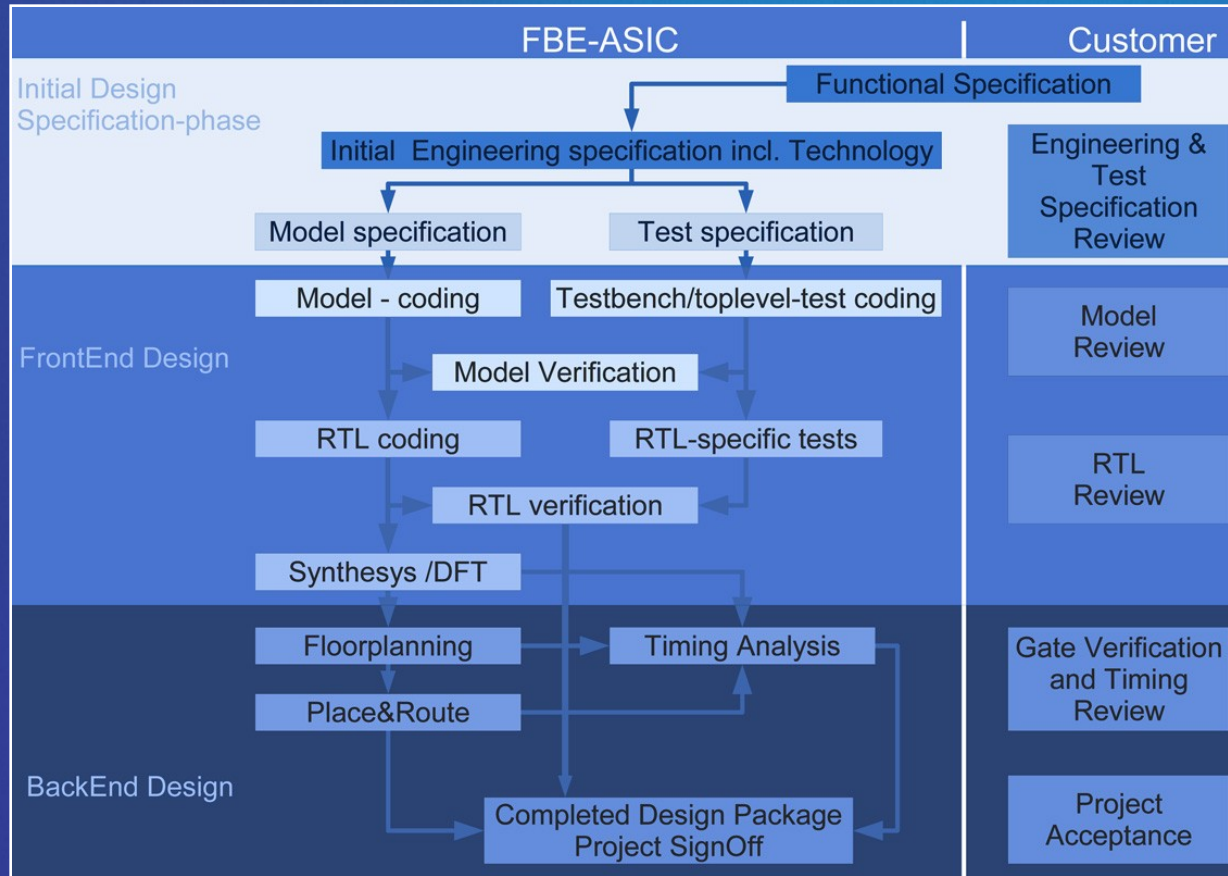 FBE-ASIC
Customer
Initial Design
Specification-phase
Functional Specification
Initial Engineering specification incl. Technology
Engineering &
Test
Specification
Review
Model specification
Test specification
Model - coding
Testbench/toplevel-test coding
Model
Review
FrontEnd Design
Model Verification
RTL coding
RTL-specific tests
RTL
Review
RTL verification
Synthesys /DFT
Floorplanning
Timing Analysis
Gate Verification
and Timing
Review
Place&Route
BackEnd Design
Completed Design Package
Project SignOff
Project
Acceptance